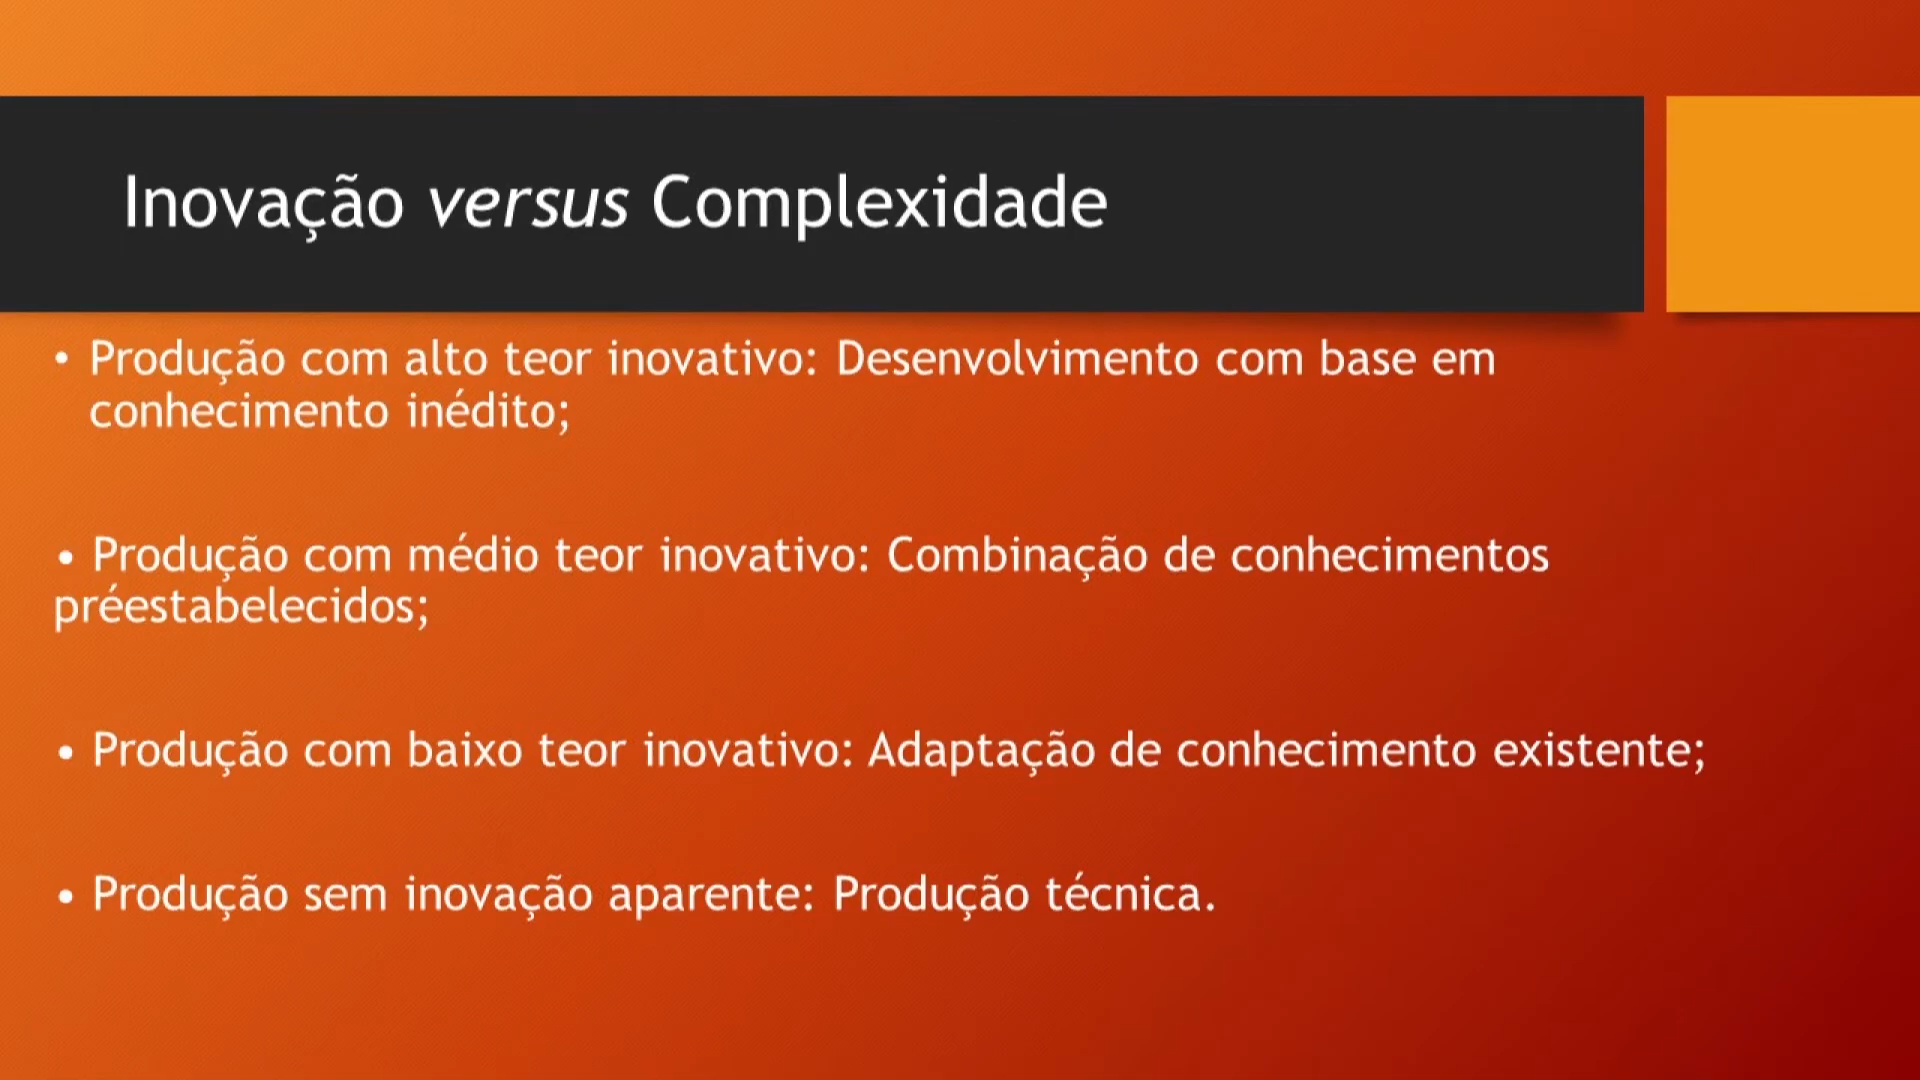 Inovação versus Complexidade
• Produção com alto teor inovativo: Desenvolvimento com base em
conhecimento inédito;
• Produção com médio teor inovativo: Combinação de conhecimentos
préestabelecidos;
• Produção com baixo teor inovativo: Adaptação de conhecimento existente;
• Produção sem inovação aparente: Produção técnica.